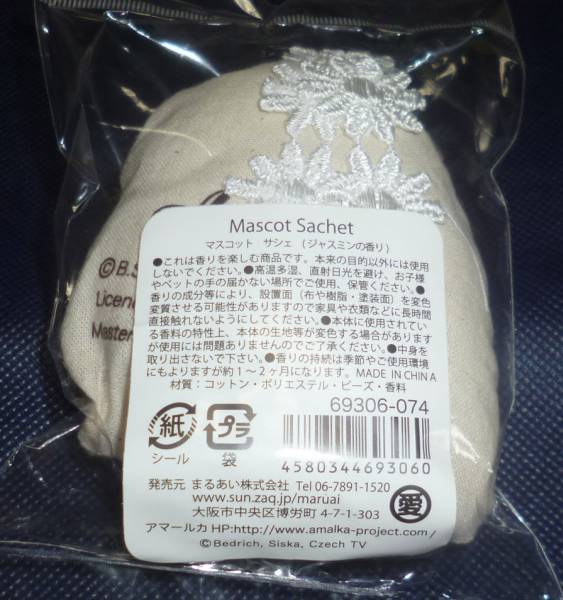 Mascot Sachet
マスコット サシェ（ジャスミンの香り）
●これは香りを楽しむ商品です。本来の目的以外には使用
しないでください。●高温多湿、直射日光を避け、お子様
やペットの手の届かない場所でご使用、保管ください。●
香りの成分等により、設置面（布や樹脂・塗装面）を変色
変質させる可能性がありますので家具や衣類などに長時間
直接触れないようにしてください。●本体に使用されてい
る香料の特性上、本体の生地等が変色する場合があります
が使用には問題ありませんのでご了承ください。●中身を
取り出さないで下さい。●香りの持続は季節やご使用環境
にもよりますが約1～2ヶ月になります。MADE IN CHINA
材質：コットン・ポリエステル・ビーズ・香料
69306-074
紙
シール
プラ
袋
4580344693060
発売元 まるあい株式会社 Tel 06-7891-1520
www.sun.zaq.jp/maruai
大阪市中央区博労町 4-7-1-303
愛
アマールカ HP:http://www.amalka-project.com/
©Bedrich, Siska, Czech TV
©B.S
Licen
Master